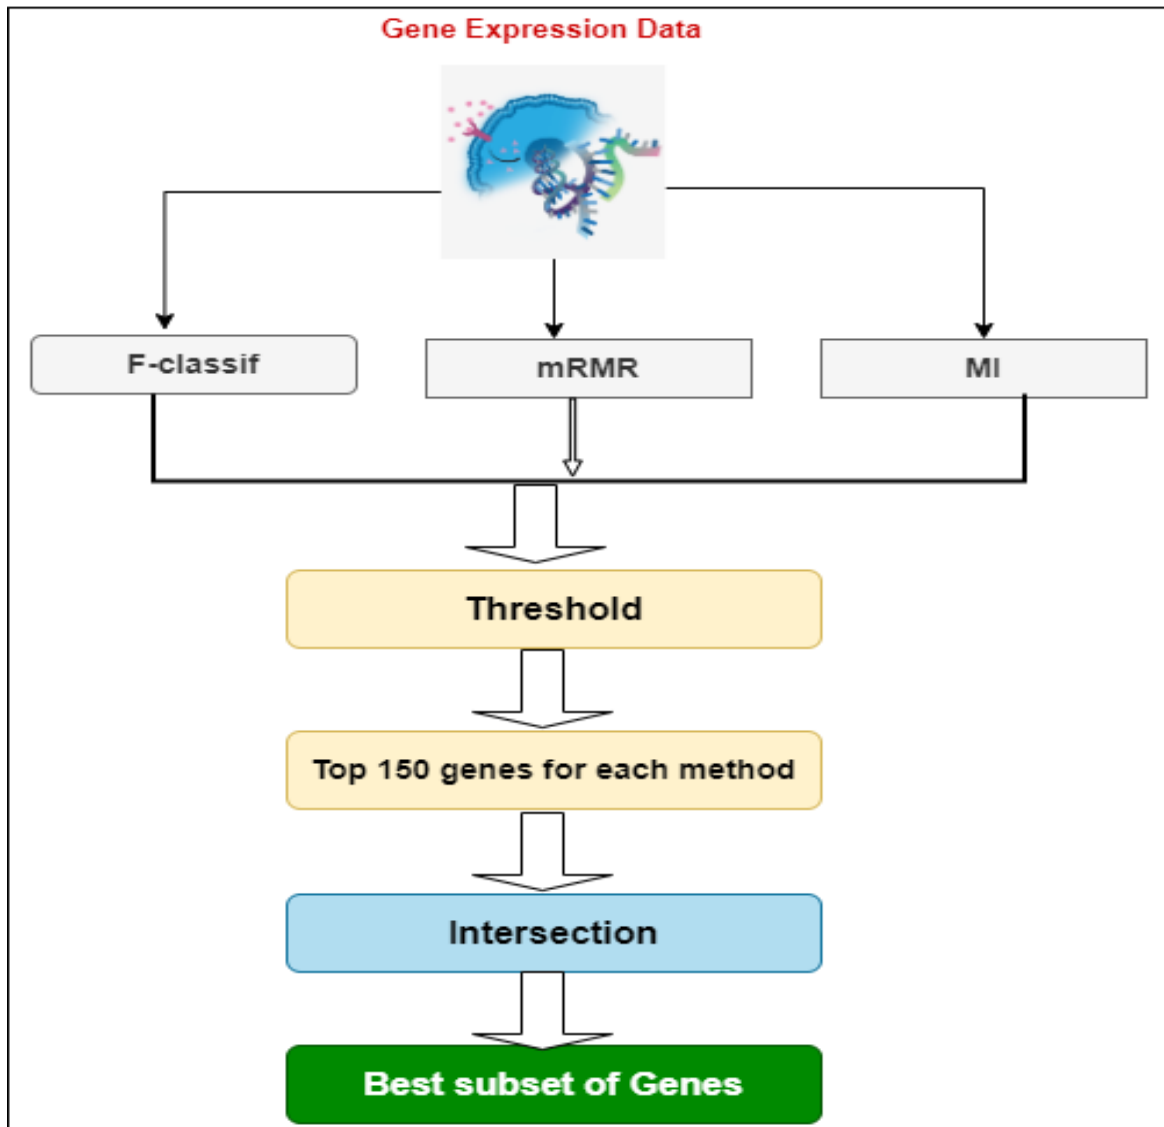 Gene Expression Data
F-classif
mRMR
MI
Threshold
Top 150 genes for each method
Intersection
Best subset of Genes